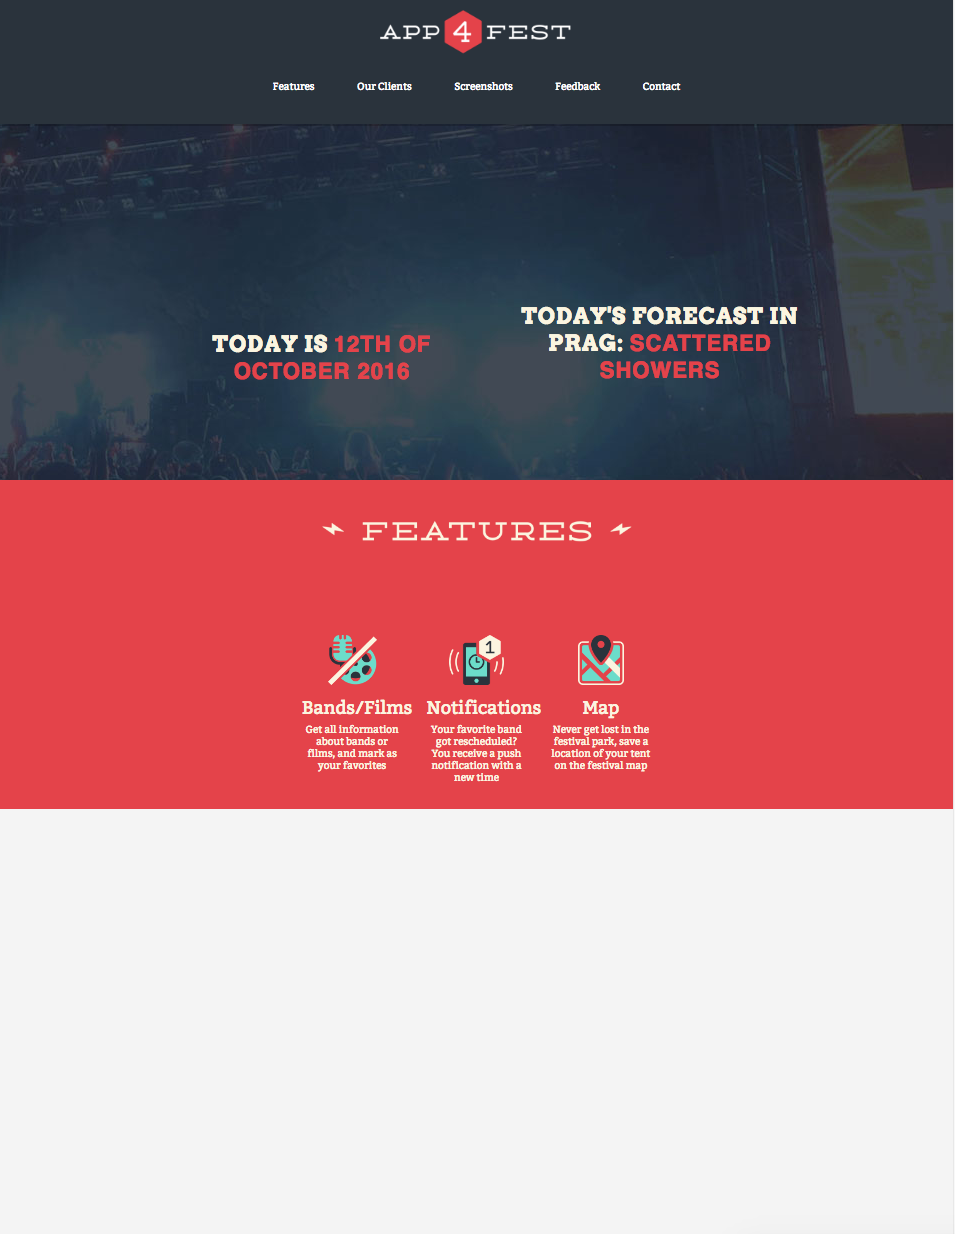 APP 4 FEST
Features Our Clients Screenshots Feedback Contact
TODAY IS 12TH OF
OCTOBER 2016
TODAY'S FORECAST IN
PRAG: SCATTERED
SHOWERS
FEATURES
1
Bands/Films
Get all information
about bands or
films, and mark as
your favorites
Notifications
Your favorite band
got rescheduled?
You receive a push
notification with a
new time
Map
Never get lost in the
festival park, save a
location of your tent
on the festival map